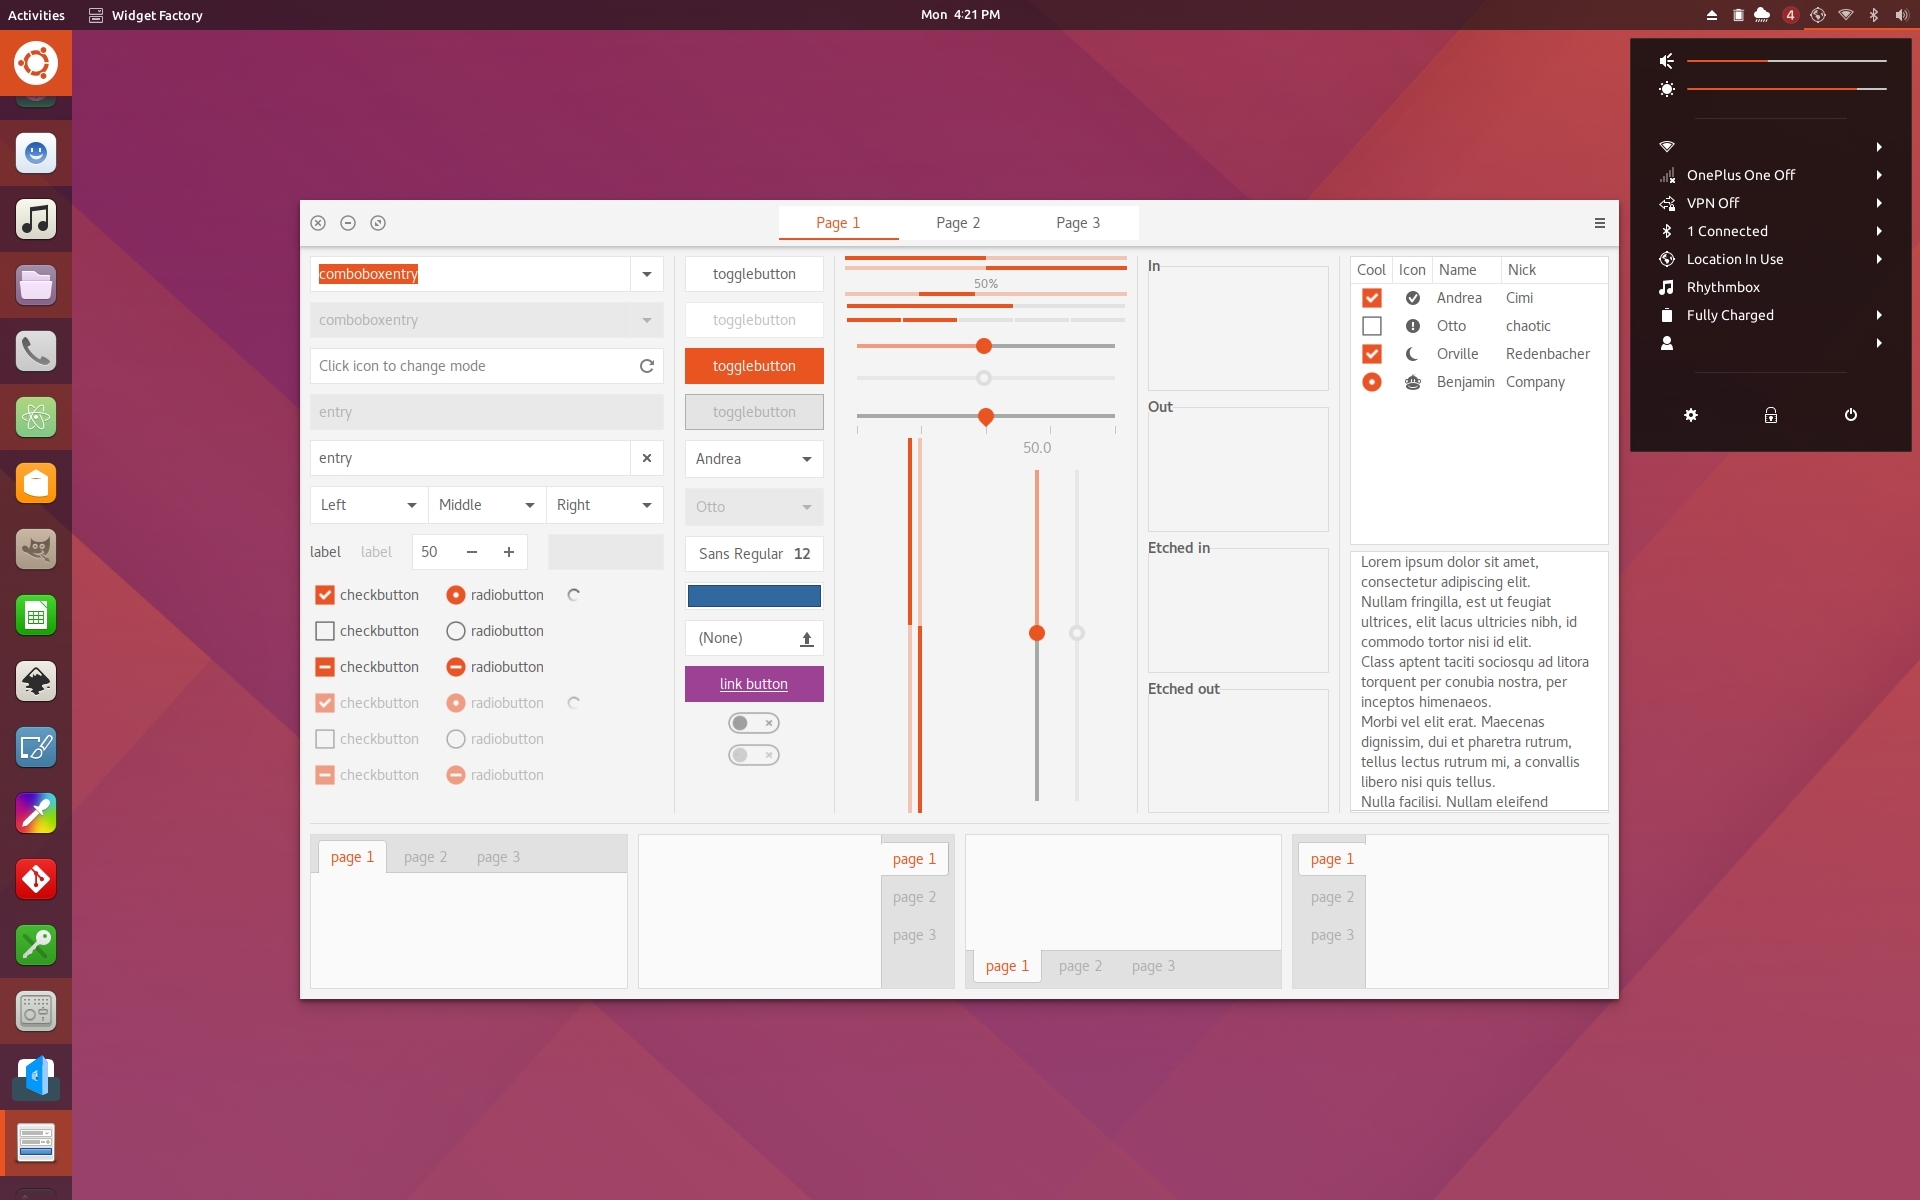 Activities
Widget Factory
Mon 4:21 PM
4
OnePlus One Off
VPN Off
1 Connected
Location In Use
Rhythmbox
Fully Charged
Page 1
Page 2
Page 3
comboboxentry
comboboxentry
Click icon to change mode
entry
entry
Left
Middle
Right
label
label
50
checkbutton
radiobutton
checkbutton
radiobutton
checkbutton
radiobutton
checkbutton
radiobutton
checkbutton
radiobutton
checkbutton
radiobutton
togglebutton
togglebutton
togglebutton
togglebutton
Andrea
Otto
Sans Regular 12
(None)
link button
50%
50.0
In
Out
Etched in
Etched out
Cool Icon Name Nick
Andrea Cimi
Otto chaotic
Orville Redenbacher
Benjamin Company
Lorem ipsum dolor sit amet,
consectetur adipiscing elit.
Nullam fringilla, est ut feugiat
ultrices, elit lacus ultricies nibh, id
commodo tortor nisi id elit.
Class aptent taciti sociosqu ad litora
torquent per conubia nostra, per
inceptos himenaeos.
Morbi vel elit erat. Maecenas
dignissim, dui et pharetra rutrum,
tellus lectus rutrum mi, a convallis
libero nisi quis tellus.
Nulla facilisi. Nullam eleifend
page 1
page 2
page 3
page 1
page 2
page 3
page 1
page 2
page 3
page 1
page 2
page 3